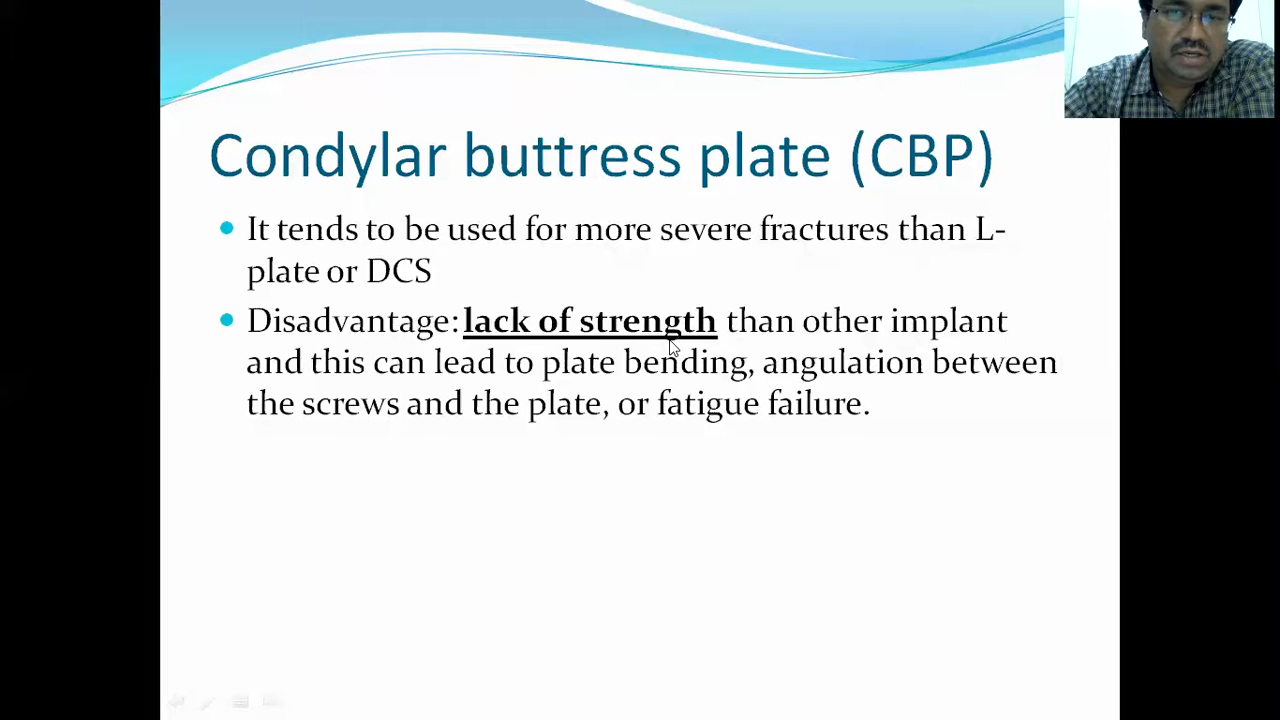 Condylar buttress plate (CBP)
It tends to be used for more severe fractures than L-
plate or DCS
Disadvantage: lack of strength than other implant
and this can lead to plate bending, angulation between
the screws and the plate, or fatigue failure.